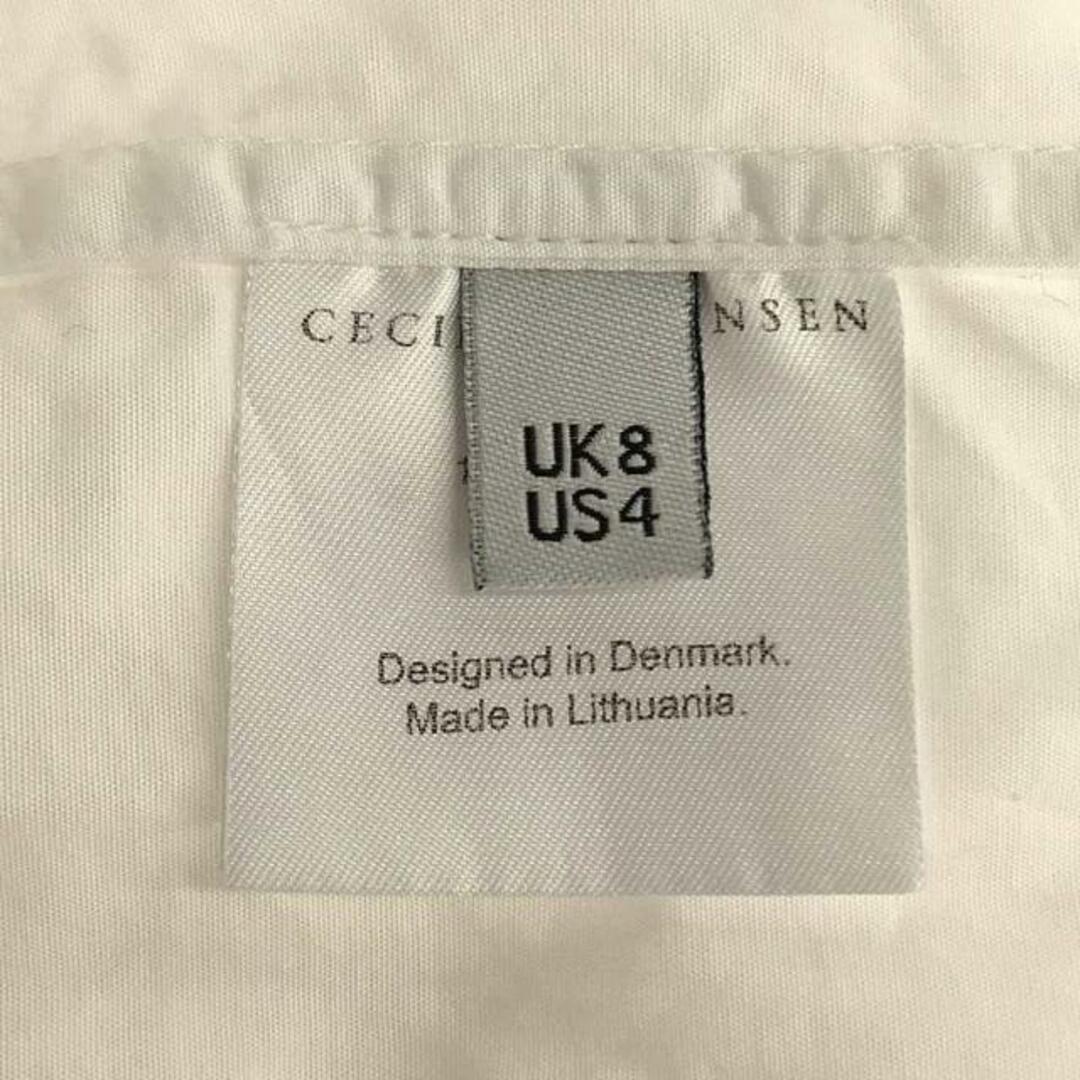 CECI NSEN
UK 8
US 4
Designed in Denmark.
Made in Lithuania.